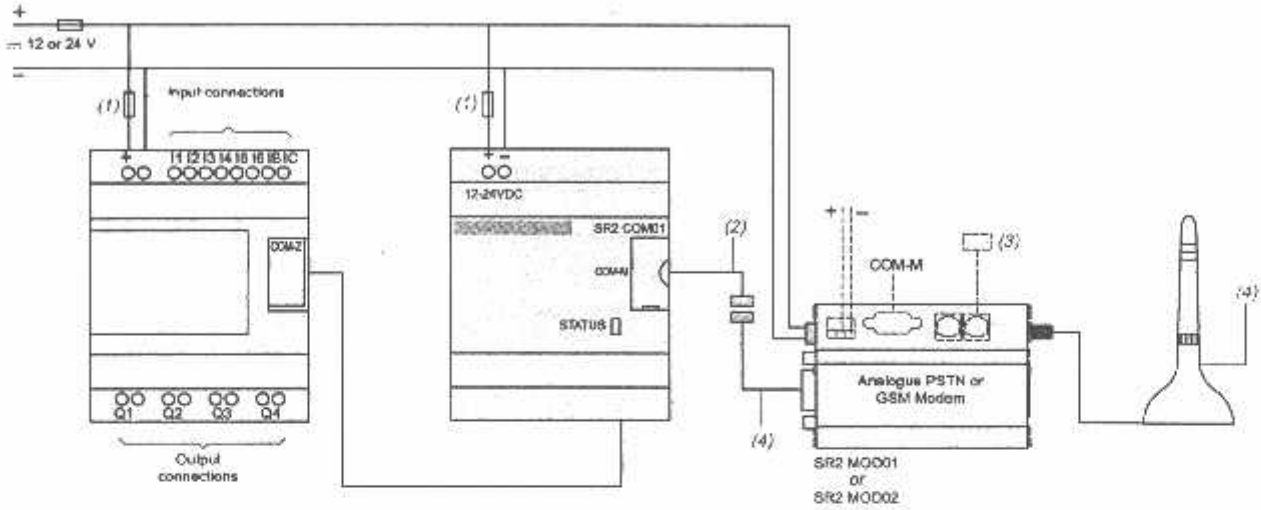 +
12 or 24 V
−
(1)
Input connections
+
I1 I2 I3 I4 I5 I6 IB IC
COM-Z
Q1 Q2 Q3 Q4
Output
connections
(1)
+ −
12-24VDC
SR2 COM01
COM-M
STATUS
(2)
(4)
+ −
COM-M
(3)
Analogue PSTN or
GSM Modem
SR2 MOD01
or
SR2 MOD02
(4)